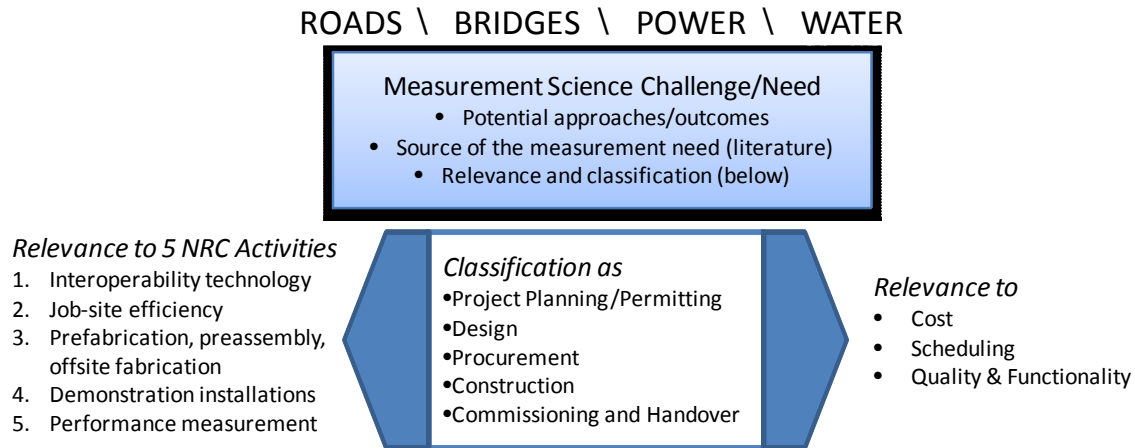 ROADS \ BRIDGES \ POWER \ WATER
Measurement Science Challenge/Need
• Potential approaches/outcomes
• Source of the measurement need (literature)
• Relevance and classification (below)
Relevance to 5 NRC Activities
1. Interoperability technology
2. Job-site efficiency
3. Prefabrication, preassembly,
offsite fabrication
4. Demonstration installations
5. Performance measurement
Classification as
•Project Planning/Permitting
•Design
•Procurement
•Construction
•Commissioning and Handover
Relevance to
• Cost
• Scheduling
• Quality & Functionality